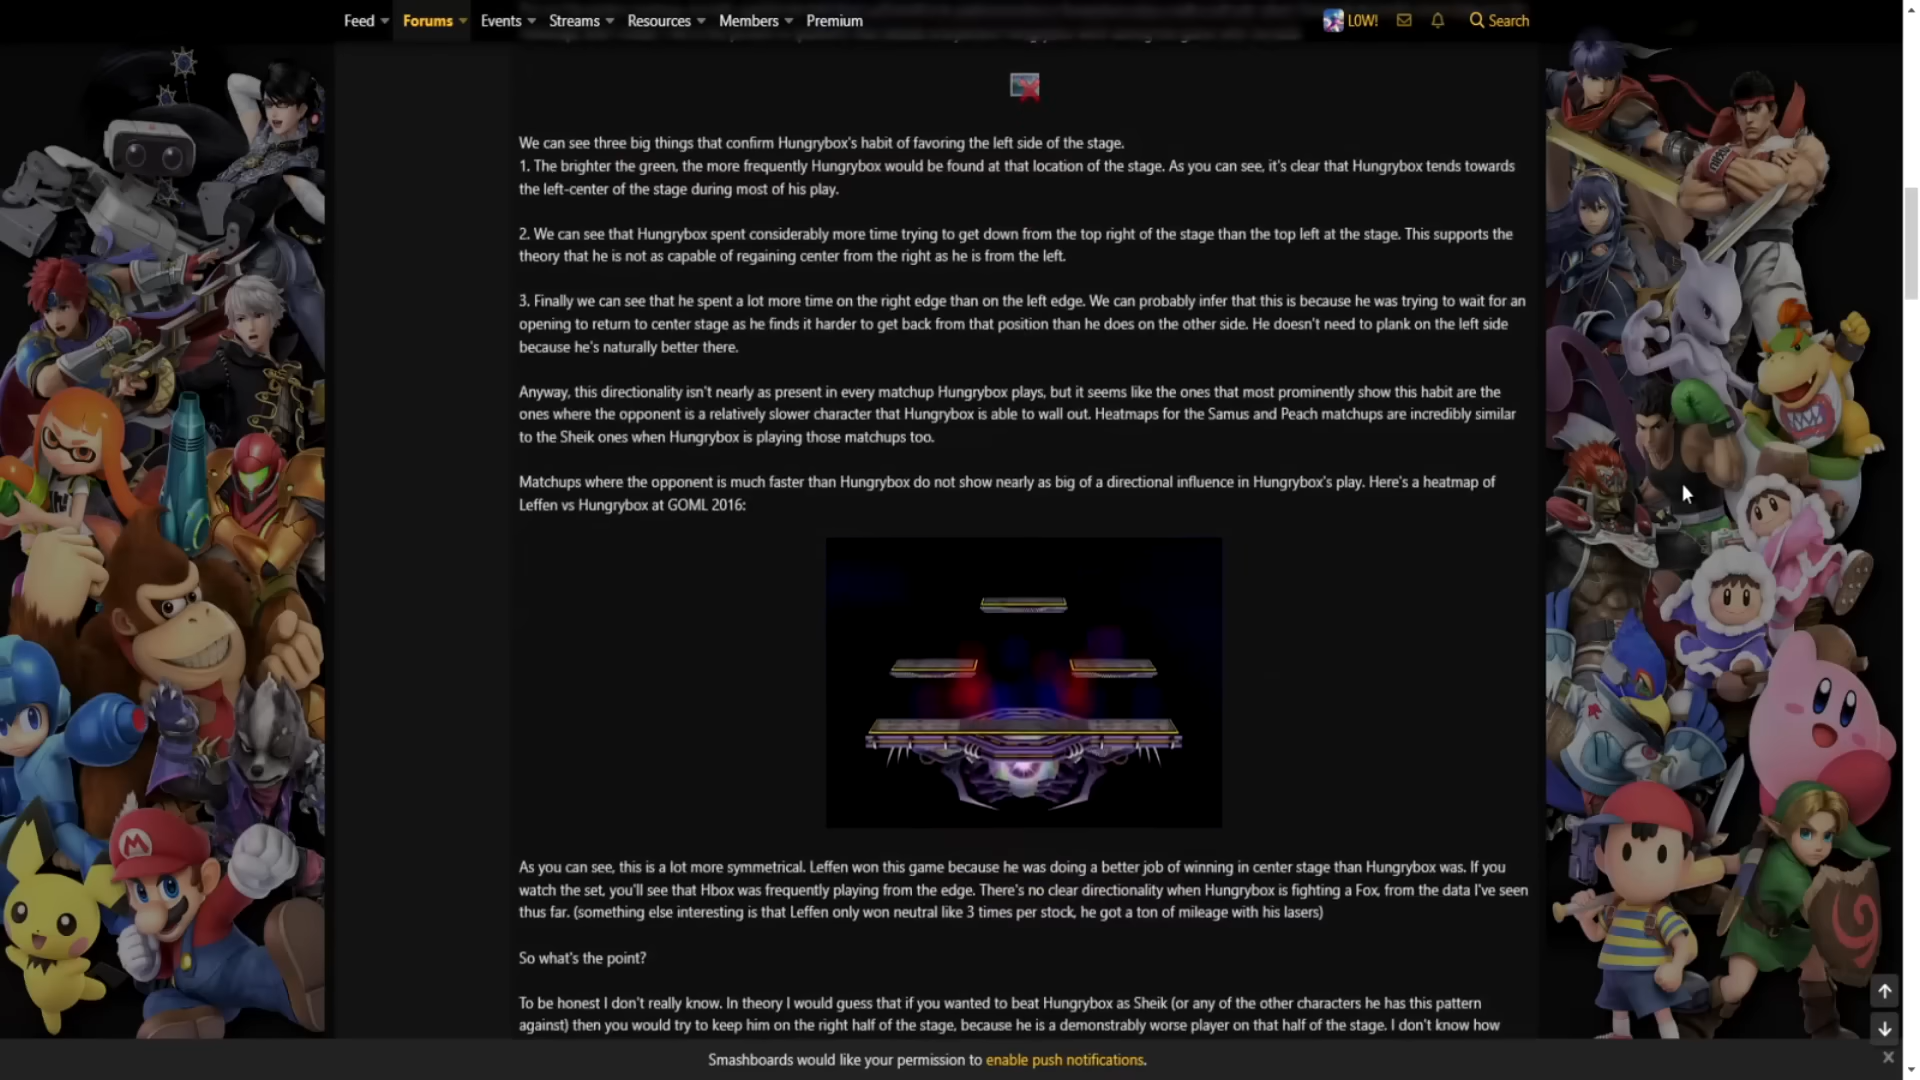 Feed Forums Events Streams Resources Members Premium L0W! Search
We can see three big things that confirm Hungrybox's habit of favoring the left side of the stage.
1. The brighter the green, the more frequently Hungrybox would be found at that location of the stage. As you can see, it's clear that Hungrybox tends towards
the left-center of the stage during most of his play.
2. We can see that Hungrybox spent considerably more time trying to get down from the top right of the stage than the top left at the stage. This supports the
theory that he is not as capable of regaining center from the right as he is from the left.
3. Finally we can see that he spent a lot more time on the right edge than on the left edge. We can probably infer that this is because he was trying to wait for an
opening to return to center stage as he finds it harder to get back from that position than he does on the other side. He doesn't need to plank on the left side
because he's naturally better there.
Anyway, this directionality isn't nearly as present in every matchup Hungrybox plays, but it seems like the ones that most prominently show this habit are the
ones where the opponent is a relatively slower character that Hungrybox is able to wall out. Heatmaps for the Samus and Peach matchups are incredibly similar
to the Sheik ones when Hungrybox is playing those matchups too.
Matchups where the opponent is much faster than Hungrybox do not show nearly as big of a directional influence in Hungrybox's play. Here's a heatmap of
Leffen vs Hungrybox at GOML 2016:
As you can see, this is a lot more symmetrical. Leffen won this game because he was doing a better job of winning in center stage than Hungrybox was. If you
watch the set, you'll see that Hbox was frequently playing from the edge. There's no clear directionality when Hungrybox is fighting a Fox, from the data I've seen
thus far. (something else interesting is that Leffen only won neutral like 3 times per stock, he got a ton of mileage with his lasers)
So what's the point?
To be honest I don't really know. In theory I would guess that if you wanted to beat Hungrybox as Sheik (or any of the other characters he has this pattern
against) then you would try to keep him on the right half of the stage, because he is a demonstrably worse player on that half of the stage. I don't know how
Smashboards would like your permission to enable push notifications.